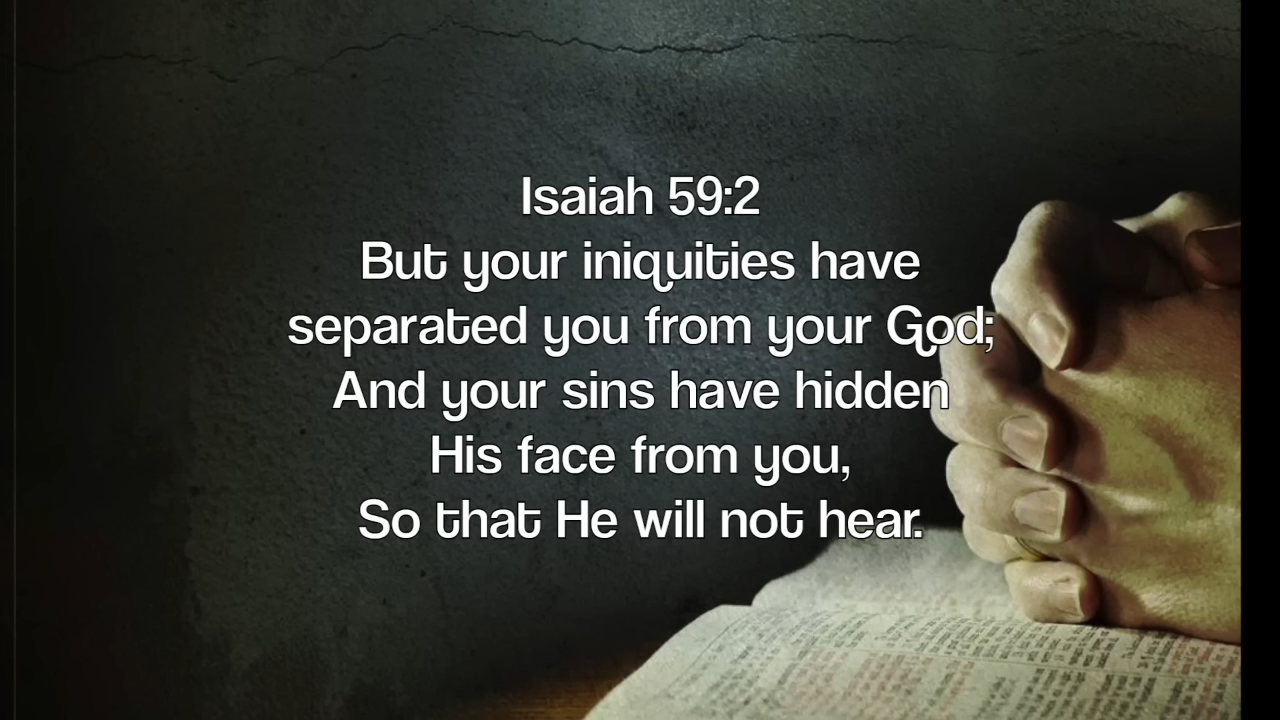 Isaiah 59:2
But your iniquities have
separated you from your God;
And your sins have hidden
His face from you,
So that He will not hear.